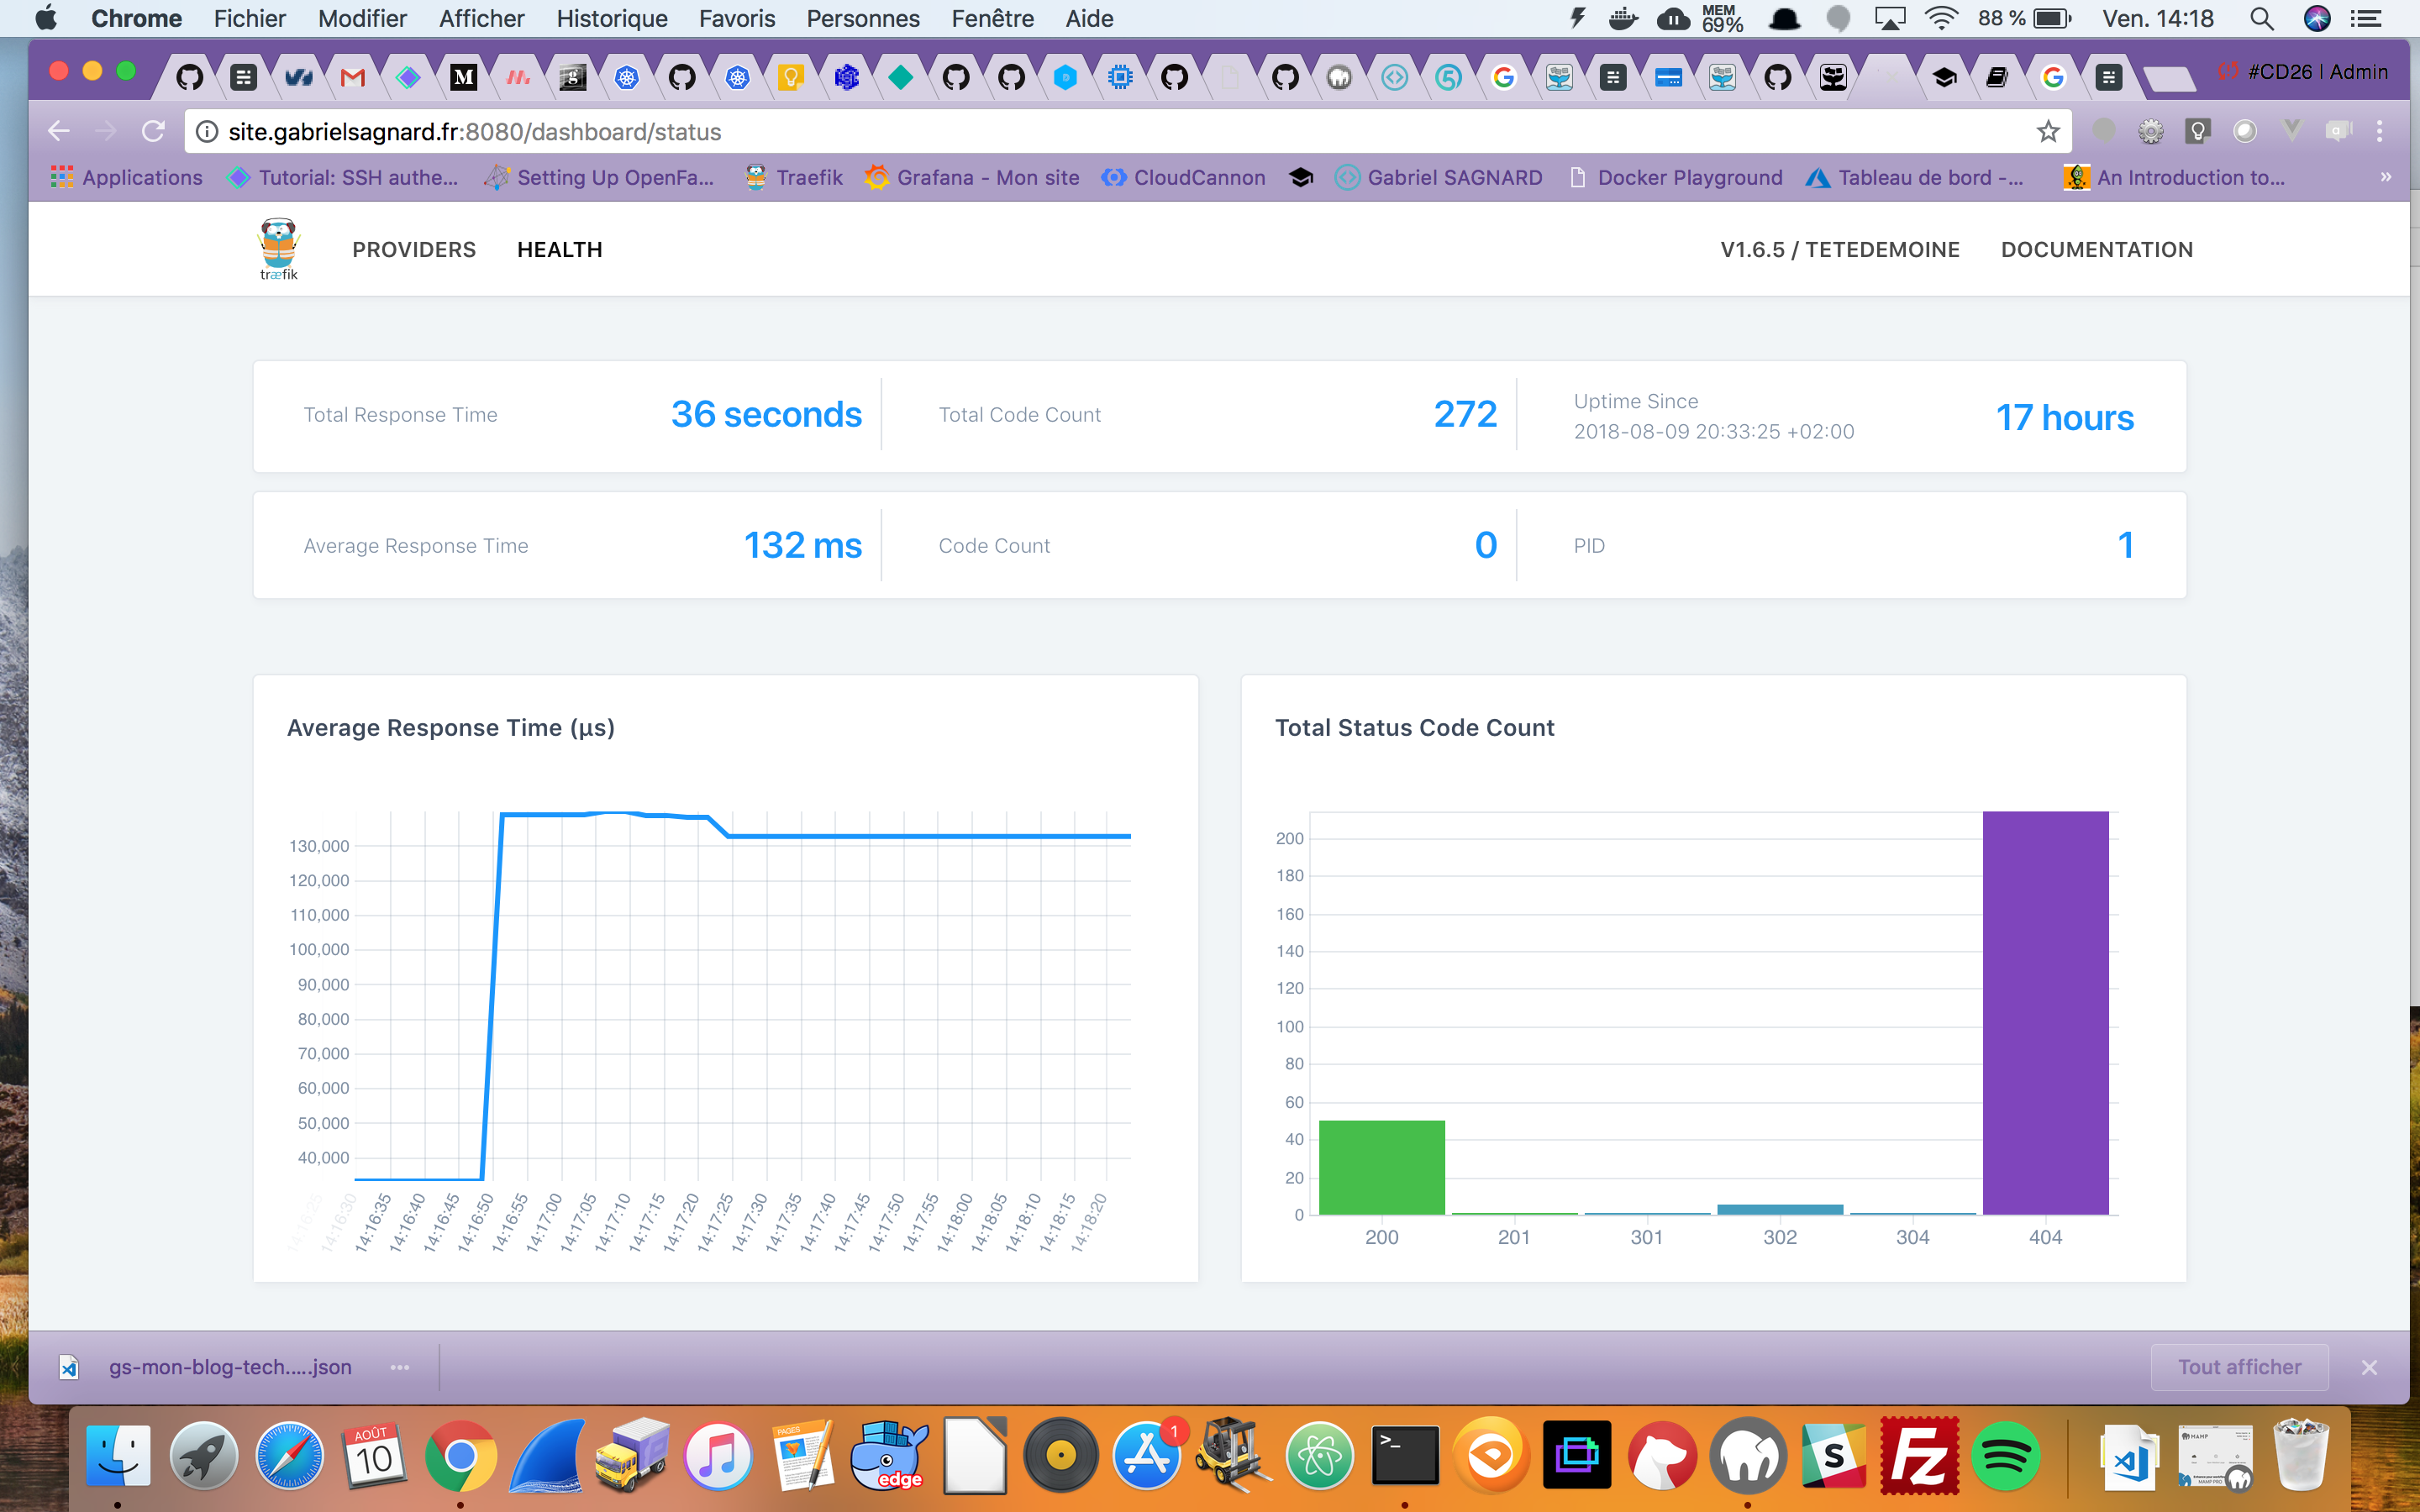 Chrome Fichier Modifier Afficher Historique Favoris Personnes Fenêtre Aide MEM 69% 88 % Ven. 14:18
#CD26 | Admin
site.gabrielsagnard.fr:8080/dashboard/status
Applications Tutorial: SSH authe... Setting Up OpenFa... Traefik Grafana - Mon site CloudCannon Gabriel SAGNARD Docker Playground Tableau de bord -... An Introduction to... »
træfik PROVIDERS HEALTH V1.6.5 / TETEDEMOINE DOCUMENTATION
Total Response Time 36 seconds Total Code Count 272 Uptime Since 2018-08-09 20:33:25 +02:00 17 hours
Average Response Time 132 ms Code Count 0 PID 1
Average Response Time (µs)
130,000
120,000
110,000
100,000
90,000
80,000
70,000
60,000
50,000
40,000
14:16:25 14:16:30 14:16:35 14:16:40 14:16:45 14:16:50 14:16:55 14:17:00 14:17:05 14:17:10 14:17:15 14:17:20 14:17:25 14:17:30 14:17:35 14:17:40 14:17:45 14:17:50 14:17:55 14:18:00 14:18:05 14:18:10 14:18:15 14:18:20
Total Status Code Count
200
180
160
140
120
100
80
60
40
20
0
200 201 301 302 304 404
gs-mon-blog-tech.....json Tout afficher
AOÛT
10
PAGES
edge
1
>_
S
Fz
MAMP